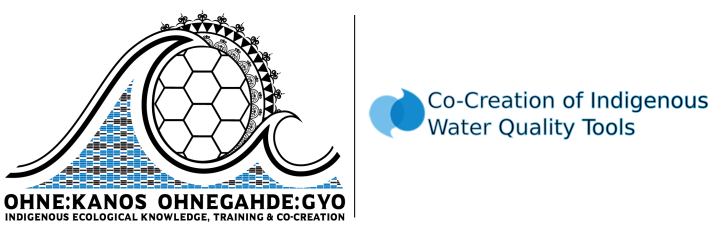 OHNE:KANOS OHNEGAHDE:GYO
INDIGENOUS ECOLOGICAL KNOWLEDGE, TRAINING & CO-CREATION
Co-Creation of Indigenous
Water Quality Tools